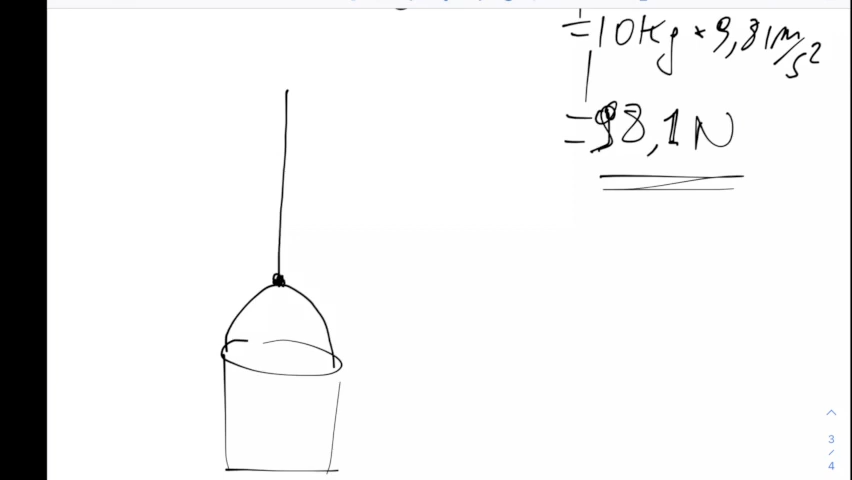 =10Kg * 9,81m/s²
=98,1N
3
/
4